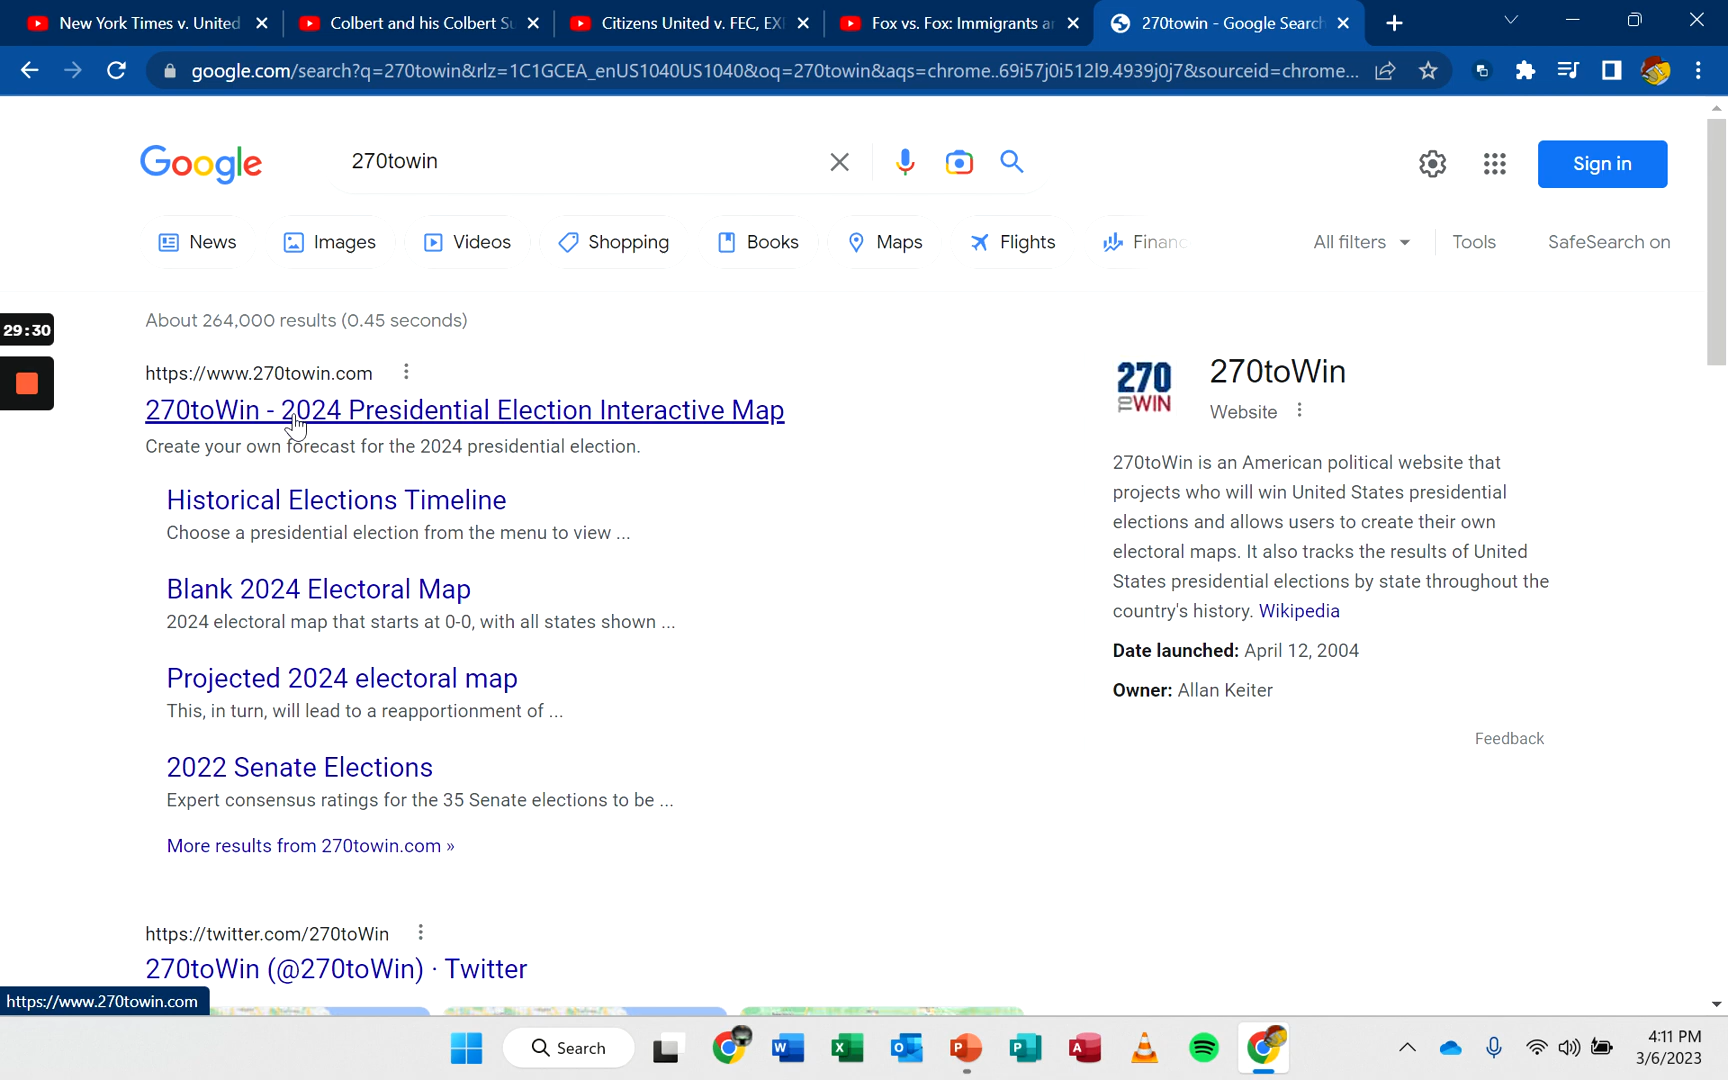 New York Times v. United
Colbert and his Colbert Su
Citizens United v. FEC, EX
Fox vs. Fox: Immigrants a
270towin - Google Search
google.com/search?q=270towin&rlz=1C1GCEA_enUS1040US1040&oq=270towin&aqs=chrome..69i57j0i512l9.4939j0j7&sourceid=chrome...
Google
270towin
Sign in
News
Images
Videos
Shopping
Books
Maps
Flights
Financ
All filters
Tools
SafeSearch on
About 264,000 results (0.45 seconds)
29:30
https://www.270towin.com
270toWin - 2024 Presidential Election Interactive Map
Create your own forecast for the 2024 presidential election.
Historical Elections Timeline
Choose a presidential election from the menu to view ...
Blank 2024 Electoral Map
2024 electoral map that starts at 0-0, with all states shown ...
Projected 2024 electoral map
This, in turn, will lead to a reapportionment of ...
2022 Senate Elections
Expert consensus ratings for the 35 Senate elections to be ...
More results from 270towin.com »
https://twitter.com/270toWin
270toWin (@270toWin) · Twitter
270
TO WIN
270toWin
Website
270toWin is an American political website that
projects who will win United States presidential
elections and allows users to create their own
electoral maps. It also tracks the results of United
States presidential elections by state throughout the
country's history. Wikipedia
Date launched: April 12, 2004
Owner: Allan Keiter
Feedback
https://www.270towin.com
Search
4:11 PM
3/6/2023